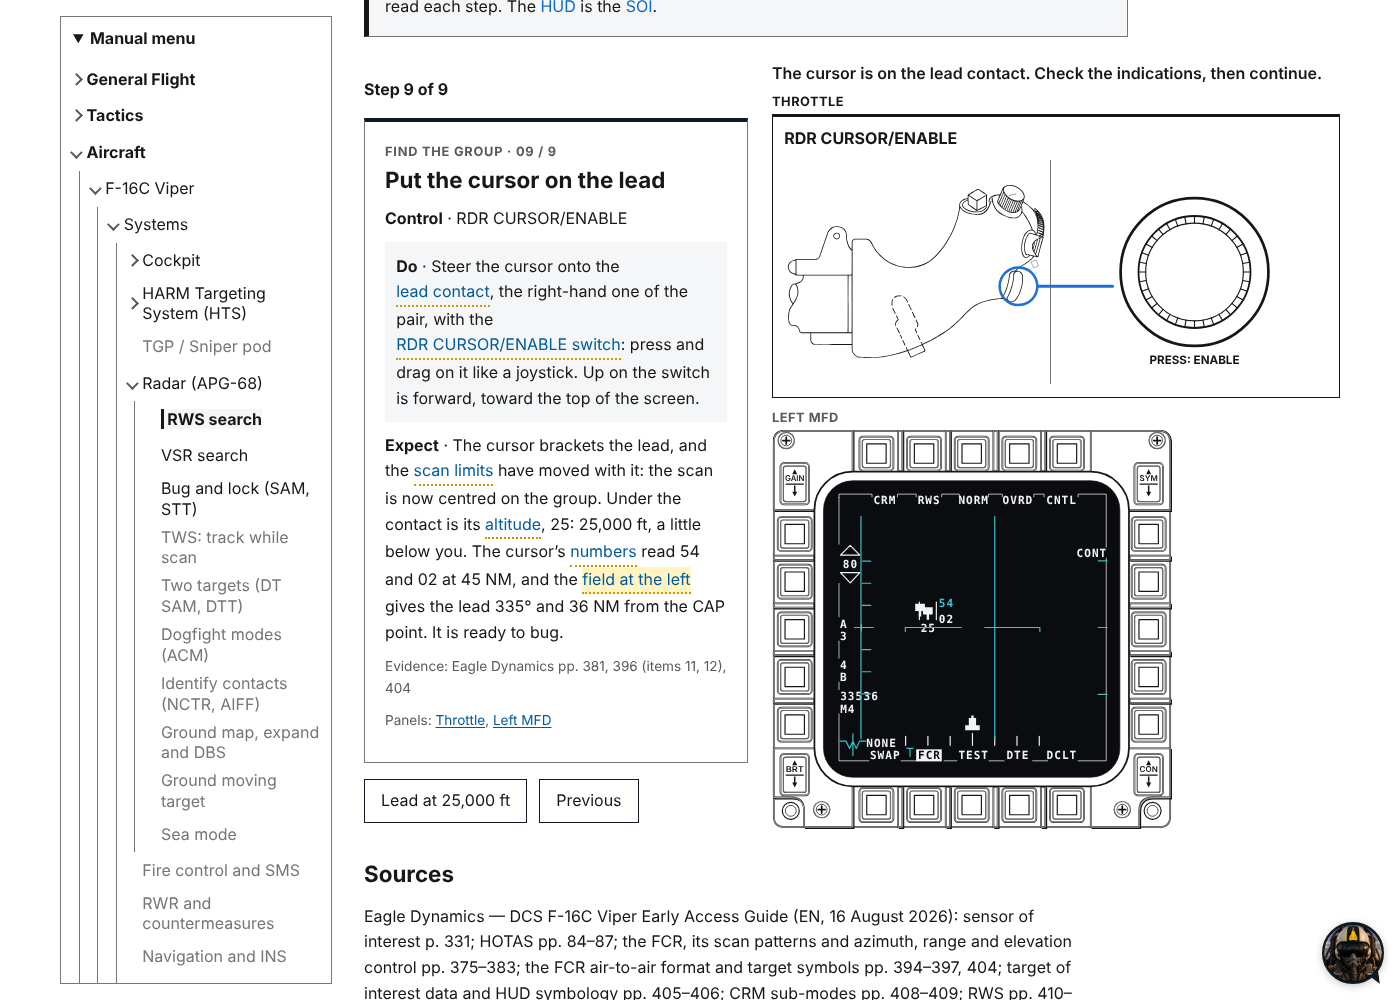 read each step. The HUD is the SOI.
▼ Manual menu
General Flight
Tactics
Aircraft
F-16C Viper
Systems
Cockpit
HARM Targeting
System (HTS)
TGP / Sniper pod
Radar (APG-68)
RWS search
VSR search
Bug and lock (SAM,
STT)
TWS: track while
scan
Two targets (DT
SAM, DTT)
Dogfight modes
(ACM)
Identify contacts
(NCTR, AIFF)
Ground map, expand
and DBS
Ground moving
target
Sea mode
Fire control and SMS
RWR and
countermeasures
Navigation and INS
Step 9 of 9
FIND THE GROUP · 09 / 9
Put the cursor on the lead
Control · RDR CURSOR/ENABLE
Do · Steer the cursor onto the
lead contact, the right-hand one of the
pair, with the
RDR CURSOR/ENABLE switch: press and
drag on it like a joystick. Up on the switch
is forward, toward the top of the screen.
Expect · The cursor brackets the lead, and
the scan limits have moved with it: the scan
is now centred on the group. Under the
contact is its altitude, 25: 25,000 ft, a little
below you. The cursor’s numbers read 54
and 02 at 45 NM, and the field at the left
gives the lead 335° and 36 NM from the CAP
point. It is ready to bug.
Evidence: Eagle Dynamics pp. 381, 396 (items 11, 12),
404
Panels: Throttle, Left MFD
Lead at 25,000 ft
Previous
The cursor is on the lead contact. Check the indications, then continue.
THROTTLE
RDR CURSOR/ENABLE
PRESS: ENABLE
LEFT MFD
GAIN
SYM
BRT
CON
CRM RWS NORM OVRD CNTL
CONT
80
54
02
25
A
3
4
B
33536
M4
NONE
SWAP T FCR TEST DTE DCLT
Sources
Eagle Dynamics — DCS F-16C Viper Early Access Guide (EN, 16 August 2026): sensor of
interest p. 331; HOTAS pp. 84–87; the FCR, its scan patterns and azimuth, range and elevation
control pp. 375–383; the FCR air-to-air format and target symbols pp. 394–397, 404; target of
interest data and HUD symbology pp. 405–406; CRM sub-modes pp. 408–409; RWS pp. 410–